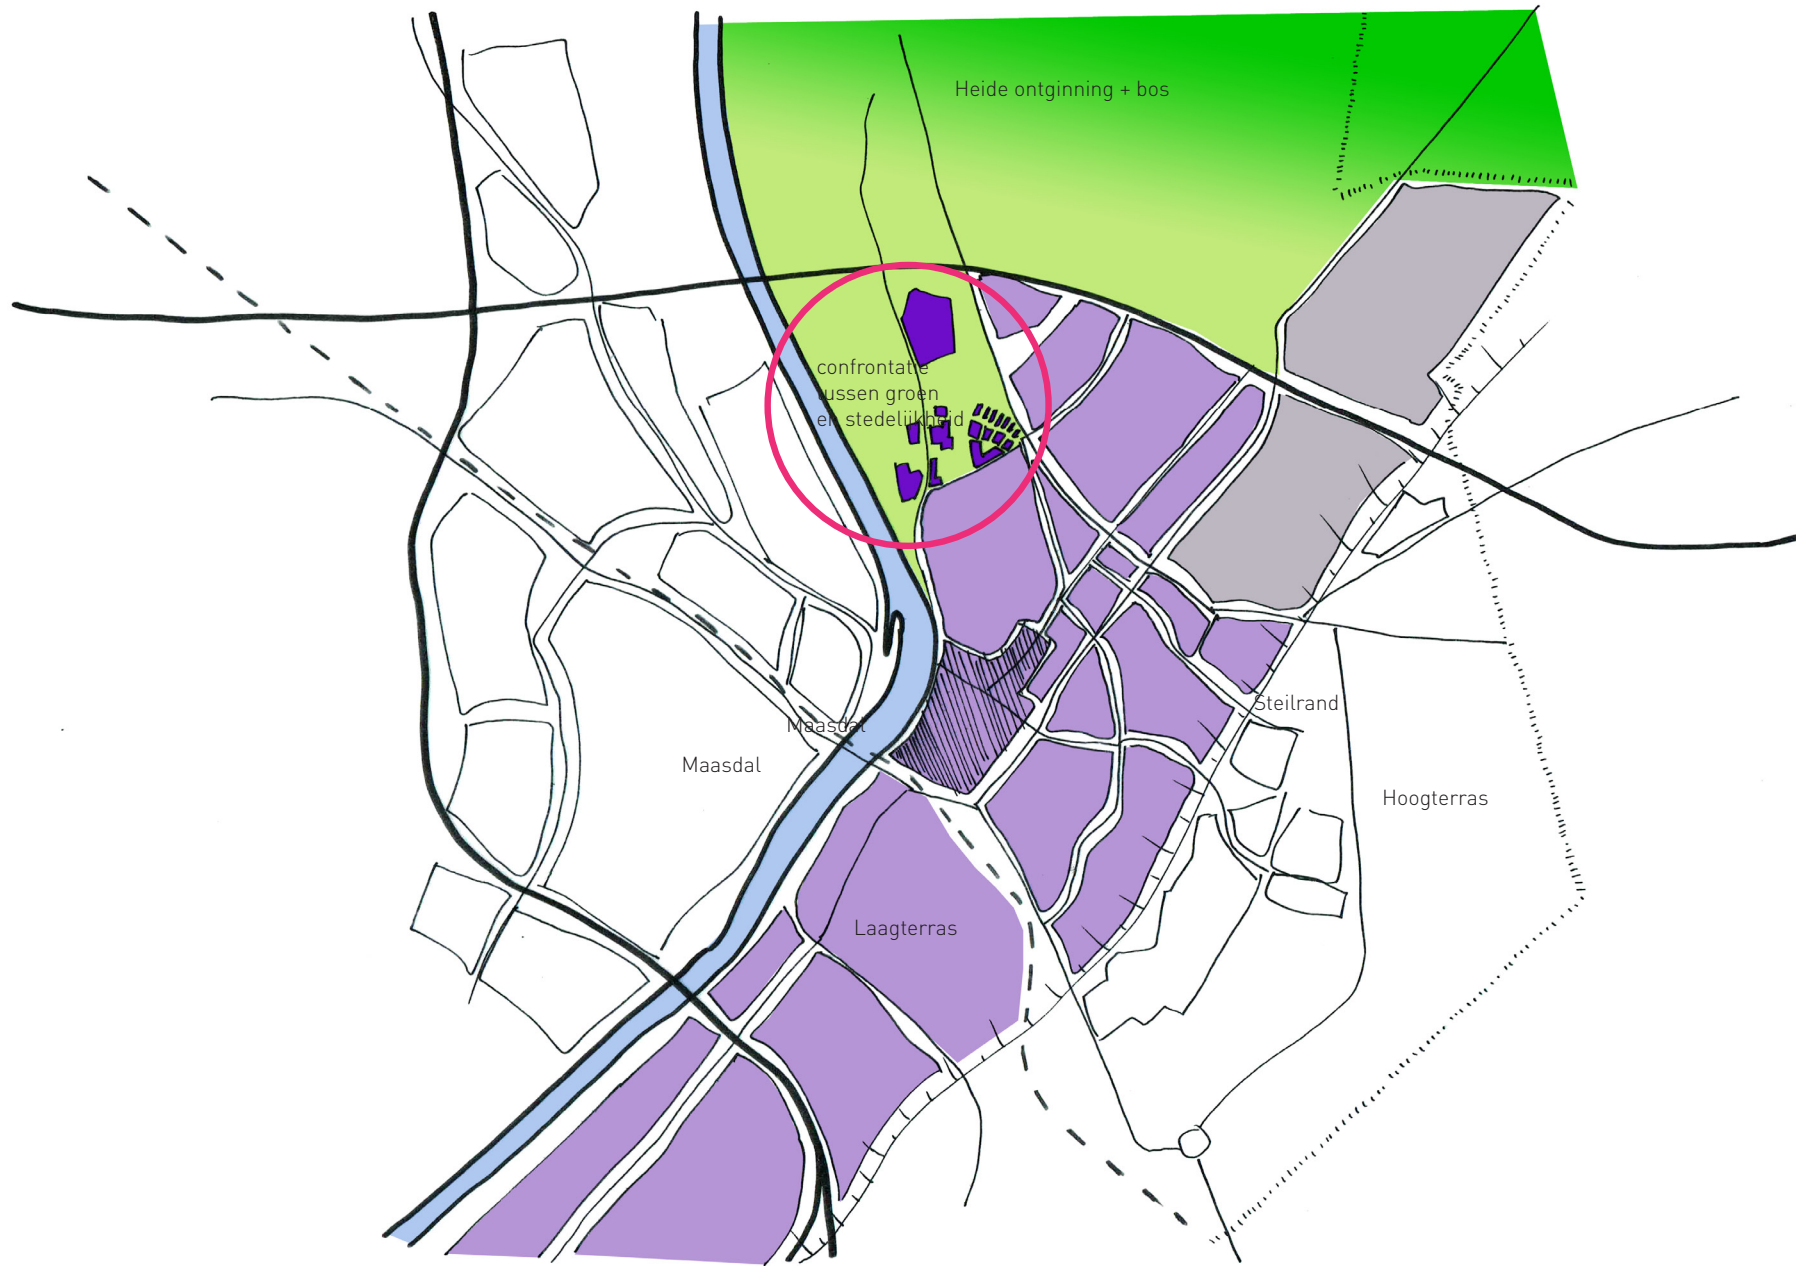 Heide ontginning + bos
confrontatie
tussen groen
en stedelijkheid
Steilrand
Maasdal
Maasdal
Hoogterras
Laagterras